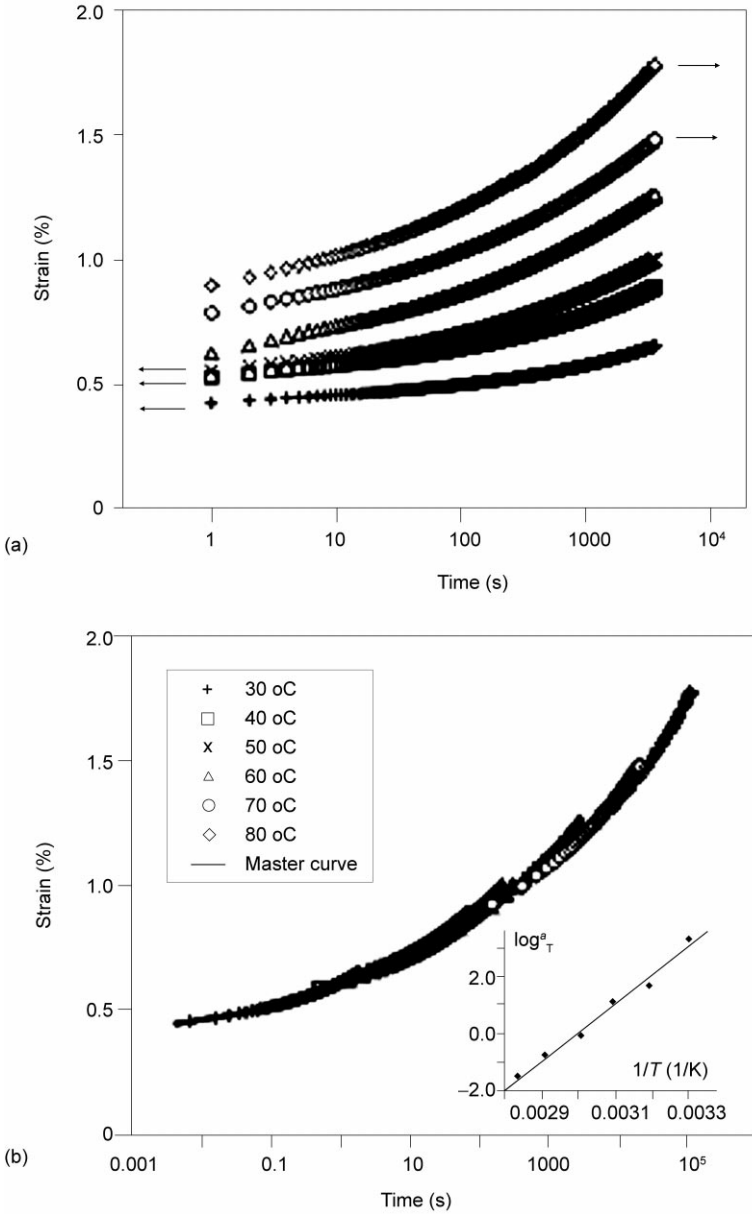 2.0
1.5
1.0
0.5
0
Strain (%)
1 10 100 1000 10⁴
Time (s)
(a)
2.0
1.5
1.0
0.5
0
Strain (%)
30 oC
40 oC
50 oC
60 oC
70 oC
80 oC
Master curve
logᵃT
2.0
0.0
–2.0
1/T (1/K)
0.0029 0.0031 0.0033
0.001 0.1 10 1000 10⁵
Time (s)
(b)